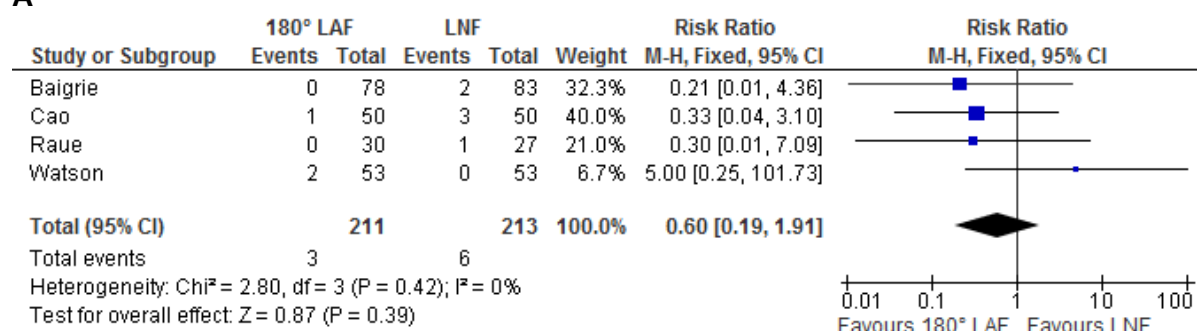 A
180° LAF LNF Risk Ratio Risk Ratio
Study or Subgroup Events Total Events Total Weight M-H, Fixed, 95% CI M-H, Fixed, 95% CI
Baigrie 0 78 2 83 32.3% 0.21 [0.01, 4.36]
Cao 1 50 3 50 40.0% 0.33 [0.04, 3.10]
Raue 0 30 1 27 21.0% 0.30 [0.01, 7.09]
Watson 2 53 0 53 6.7% 5.00 [0.25, 101.73]
Total (95% CI) 211 213 100.0% 0.60 [0.19, 1.91]
Total events 3 6
Heterogeneity: Chi² = 2.80, df = 3 (P = 0.42); I² = 0%
Test for overall effect: Z = 0.87 (P = 0.39)
0.01 0.1 1 10 100
Favours 180° LAF Favours LNF